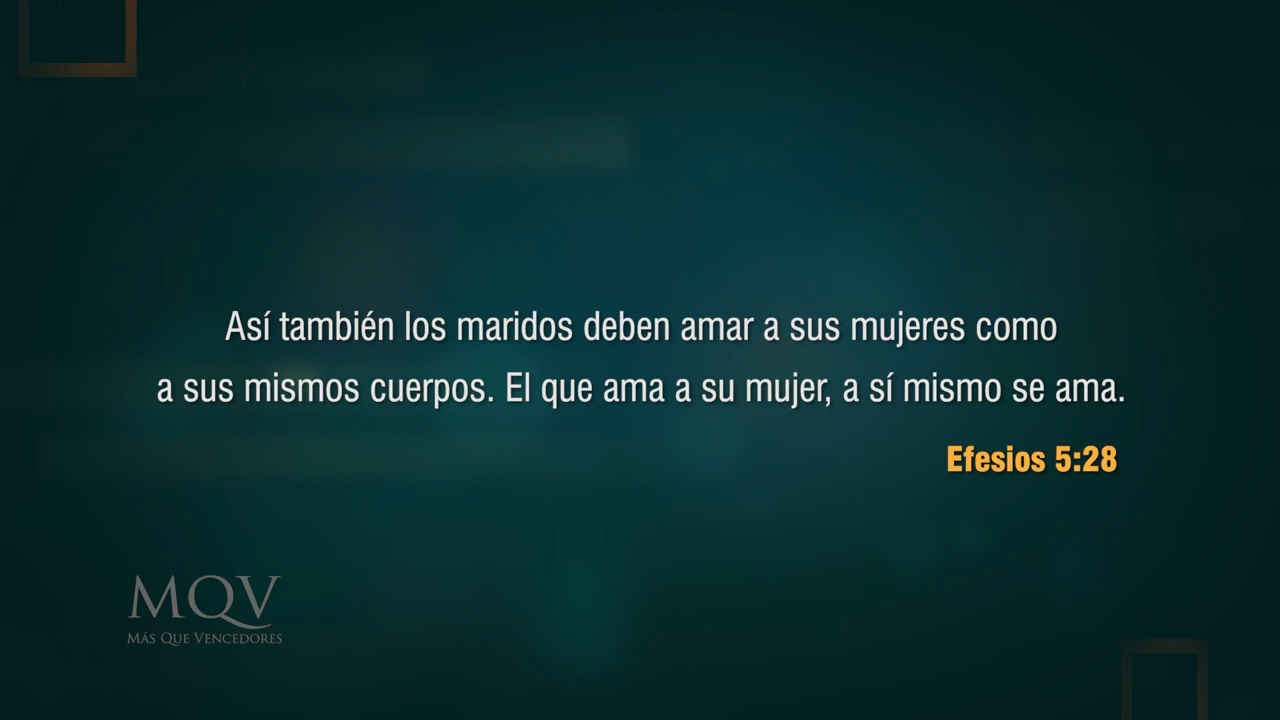 Así también los maridos deben amar a sus mujeres como
a sus mismos cuerpos. El que ama a su mujer, a sí mismo se ama.
Efesios 5:28
MQV
MÁS QUE VENCEDORES